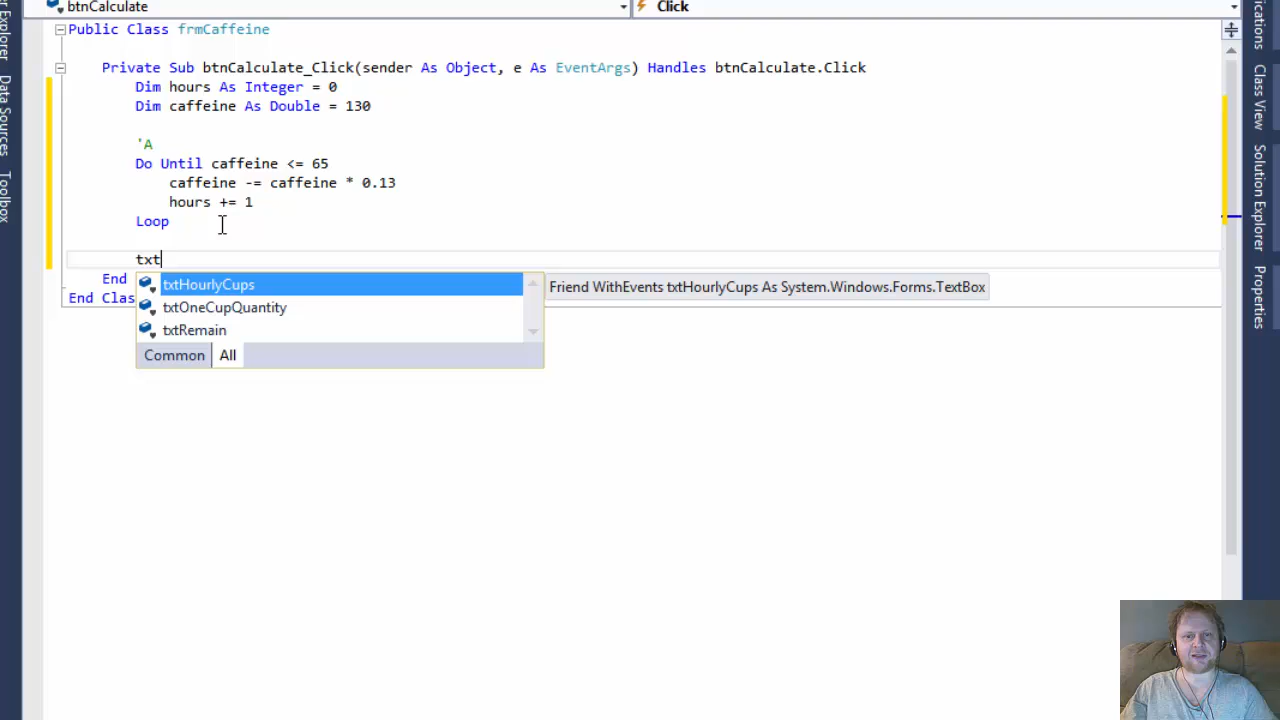 btnCalculate
Click
Public Class frmCaffeine
Private Sub btnCalculate_Click(sender As Object, e As EventArgs) Handles btnCalculate.Click
Dim hours As Integer = 0
Dim caffeine As Double = 130
'A
Do Until caffeine <= 65
caffeine -= caffeine * 0.13
hours += 1
Loop
txt
End
End Clas
txtHourlyCups
txtOneCupQuantity
txtRemain
Common
All
Friend WithEvents txtHourlyCups As System.Windows.Forms.TextBox
Explorer
Data Sources
Toolbox
Class View
Solution Explorer
Properties